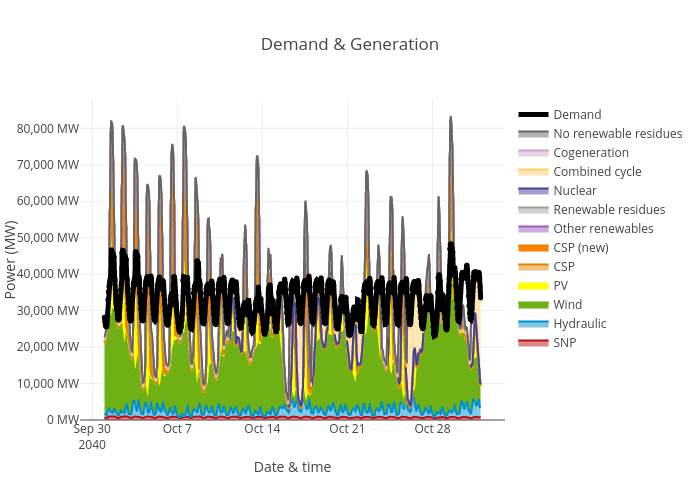 Demand & Generation
Power (MW)
80,000 MW
70,000 MW
60,000 MW
50,000 MW
40,000 MW
30,000 MW
20,000 MW
10,000 MW
0 MW
Sep 30
2040
Oct 7
Oct 14
Oct 21
Oct 28
Date & time
Demand
No renewable residues
Cogeneration
Combined cycle
Nuclear
Renewable residues
Other renewables
CSP (new)
CSP
PV
Wind
Hydraulic
SNP